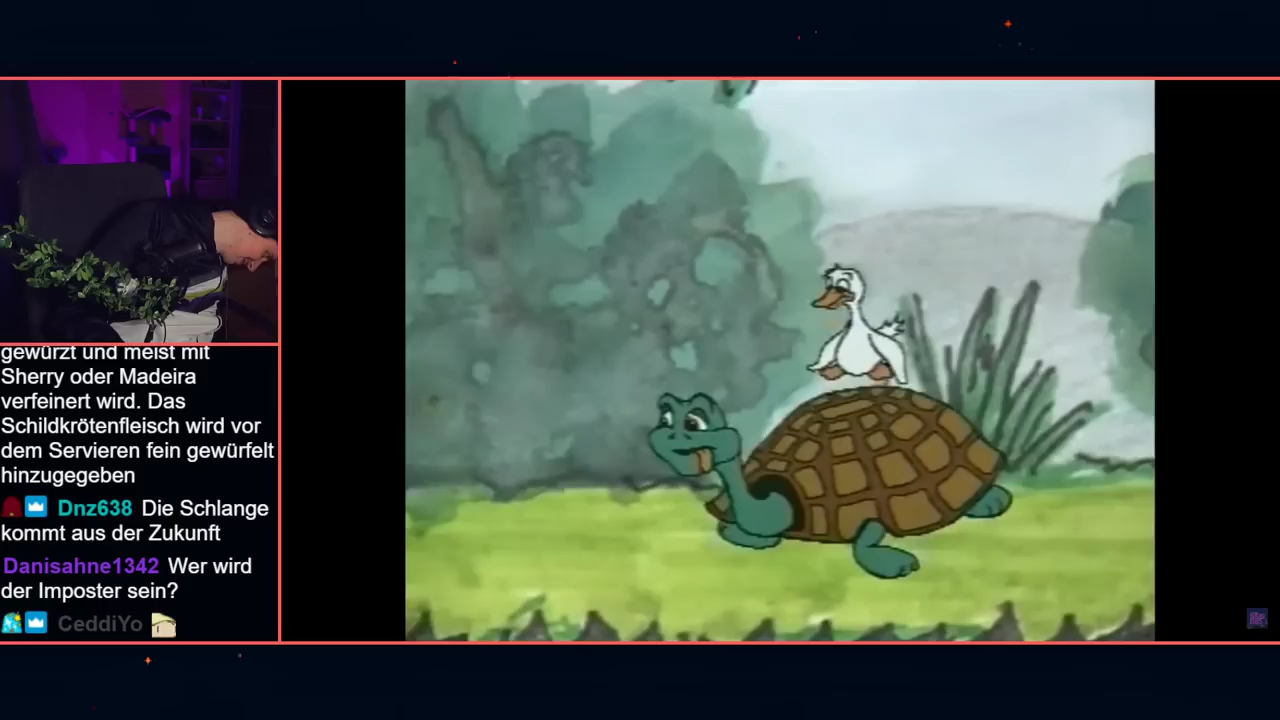 gewürzt und meist mit
Sherry oder Madeira
verfeinert wird. Das
Schildkrötenfleisch wird vor
dem Servieren fein gewürfelt
hinzugegeben
Dnz638 Die Schlange
kommt aus der Zukunft
Danisahne1342 Wer wird
der Imposter sein?
CeddiYo